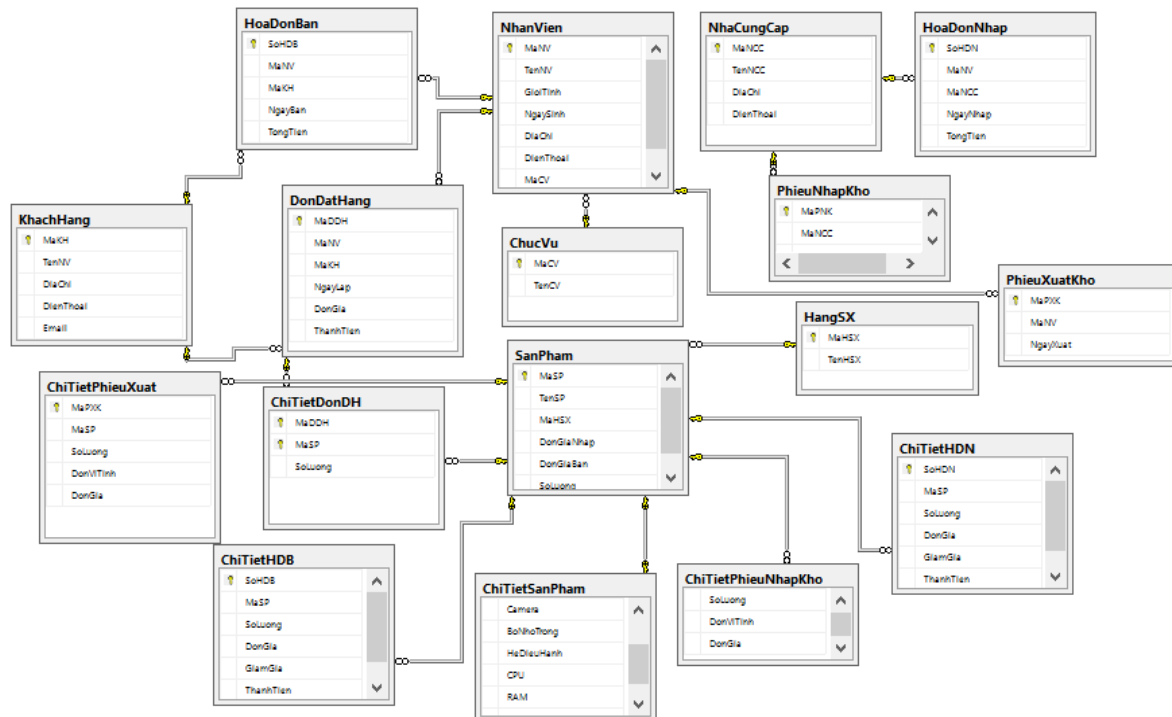 HoaDonBan
SoHDB
MaNV
MaKH
NgayBan
TongTien
NhanVien
MaNV
TenNV
GioiTinh
NgaySinh
DiaChi
DienThoai
MaCV
NhaCungCap
MaNCC
TenNCC
DiaChi
DienThoai
HoaDonNhap
SoHDN
MaNV
MaNCC
NgayNhap
TongTien
PhieuNhapKho
MaPNK
MaNCC
KhachHang
MaKH
TenNV
DiaChi
DienThoai
Email
DonDatHang
MaDDH
MaNV
MaKH
NgayLap
DonGia
ThanhTien
ChucVu
MaCV
TenCV
PhieuXuatKho
MaPXK
MaNV
NgayXuat
HangSX
MaHSX
TenHSX
SanPham
MaSP
TenSP
MaHSX
DonGiaNhap
DonGiaBan
SoLuong
ChiTietPhieuXuat
MaPXK
MaSP
SoLuong
DonViTinh
DonGia
ChiTietDonDH
MaDDH
MaSP
SoLuong
ChiTietHDN
SoHDN
MaSP
SoLuong
DonGia
GiamGia
ThanhTien
ChiTietHDB
SoHDB
MaSP
SoLuong
DonGia
GiamGia
ThanhTien
ChiTietSanPham
Camera
BoNhoTrong
HeDieuHanh
CPU
RAM
ChiTietPhieuNhapKho
SoLuong
DonViTinh
DonGia